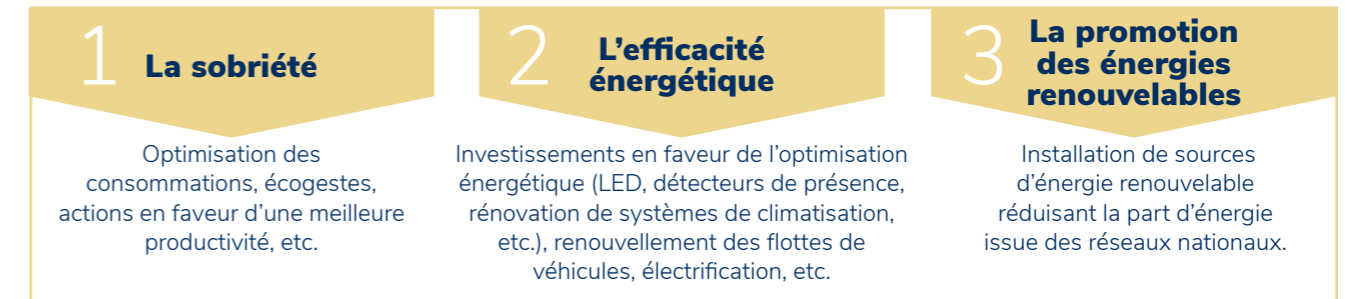 1
La sobriété
Optimisation des
consommations, écogestes,
actions en faveur d’une meilleure
productivité, etc.
2
L’efficacité
énergétique
Investissements en faveur de l’optimisation
énergétique (LED, détecteurs de présence,
rénovation de systèmes de climatisation,
etc.), renouvellement des flottes de
véhicules, électrification, etc.
3
La promotion
des énergies
renouvelables
Installation de sources
d’énergie renouvelable
réduisant la part d’énergie
issue des réseaux nationaux.